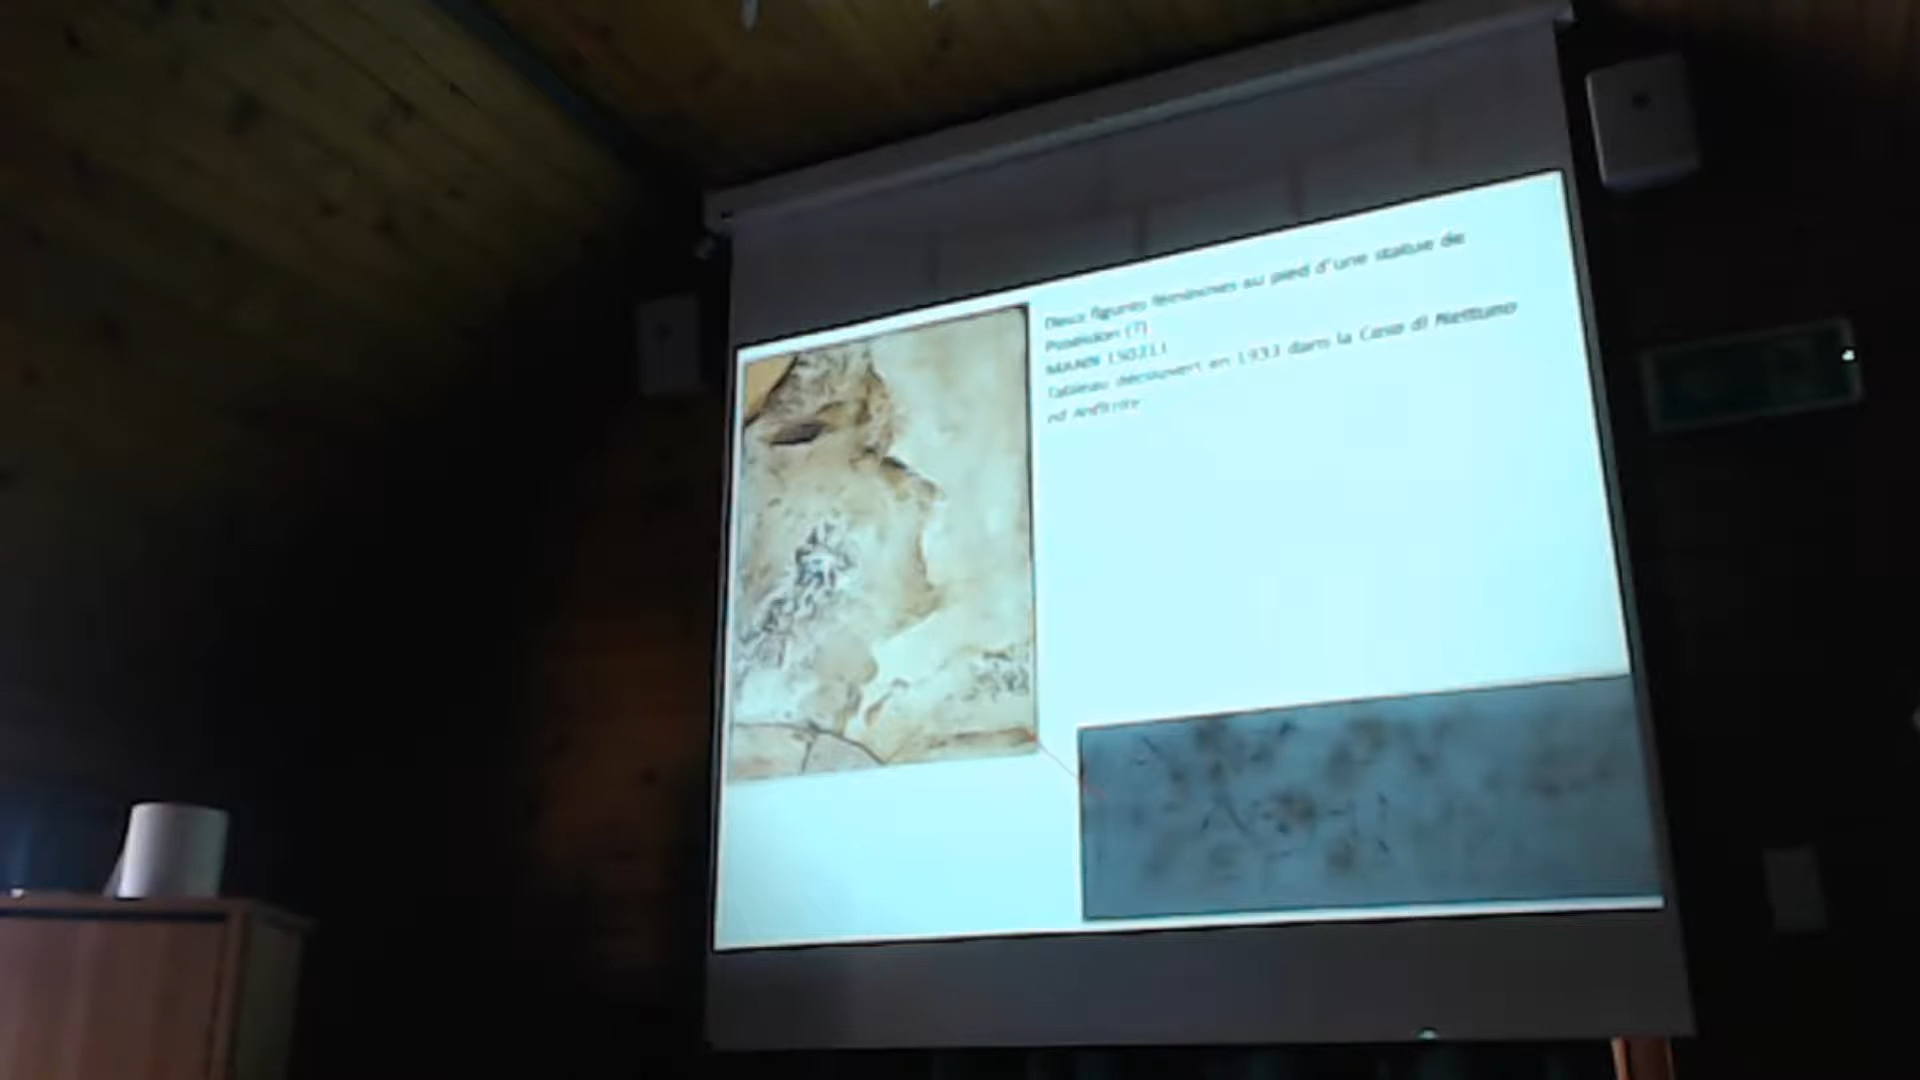 Deux figures féminines au pied d'une statue de
Poséidon (?)
MANN 150211
Tableau découvert en 1933 dans la Casa di Nettuno
ed Anfitrite